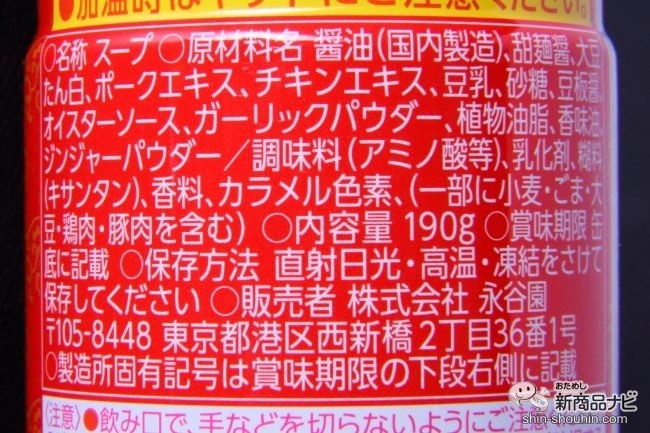 ●加温時はヤケドにご注意ください。
○名称 スープ ○原材料名 醤油(国内製造)、甜麺醤、大豆
たん白、ポークエキス、チキンエキス、豆乳、砂糖、豆板醤、
オイスターソース、ガーリックパウダー、植物油脂、香味油、
ジンジャーパウダー/調味料(アミノ酸等)、乳化剤、糊料
(キサンタン)、香料、カラメル色素、(一部に小麦・ごま・大
豆・鶏肉・豚肉を含む) ○内容量 190g ○賞味期限 缶
底に記載 ○保存方法 直射日光・高温・凍結をさけて
保存してください ○販売者 株式会社 永谷園
〒105-8448 東京都港区西新橋2丁目36番1号
○製造所固有記号は賞味期限の下段右側に記載
〈注意〉●飲み口で、手などを切らないようにご注意
おためし
新商品ナビ
shin-shouhin.com